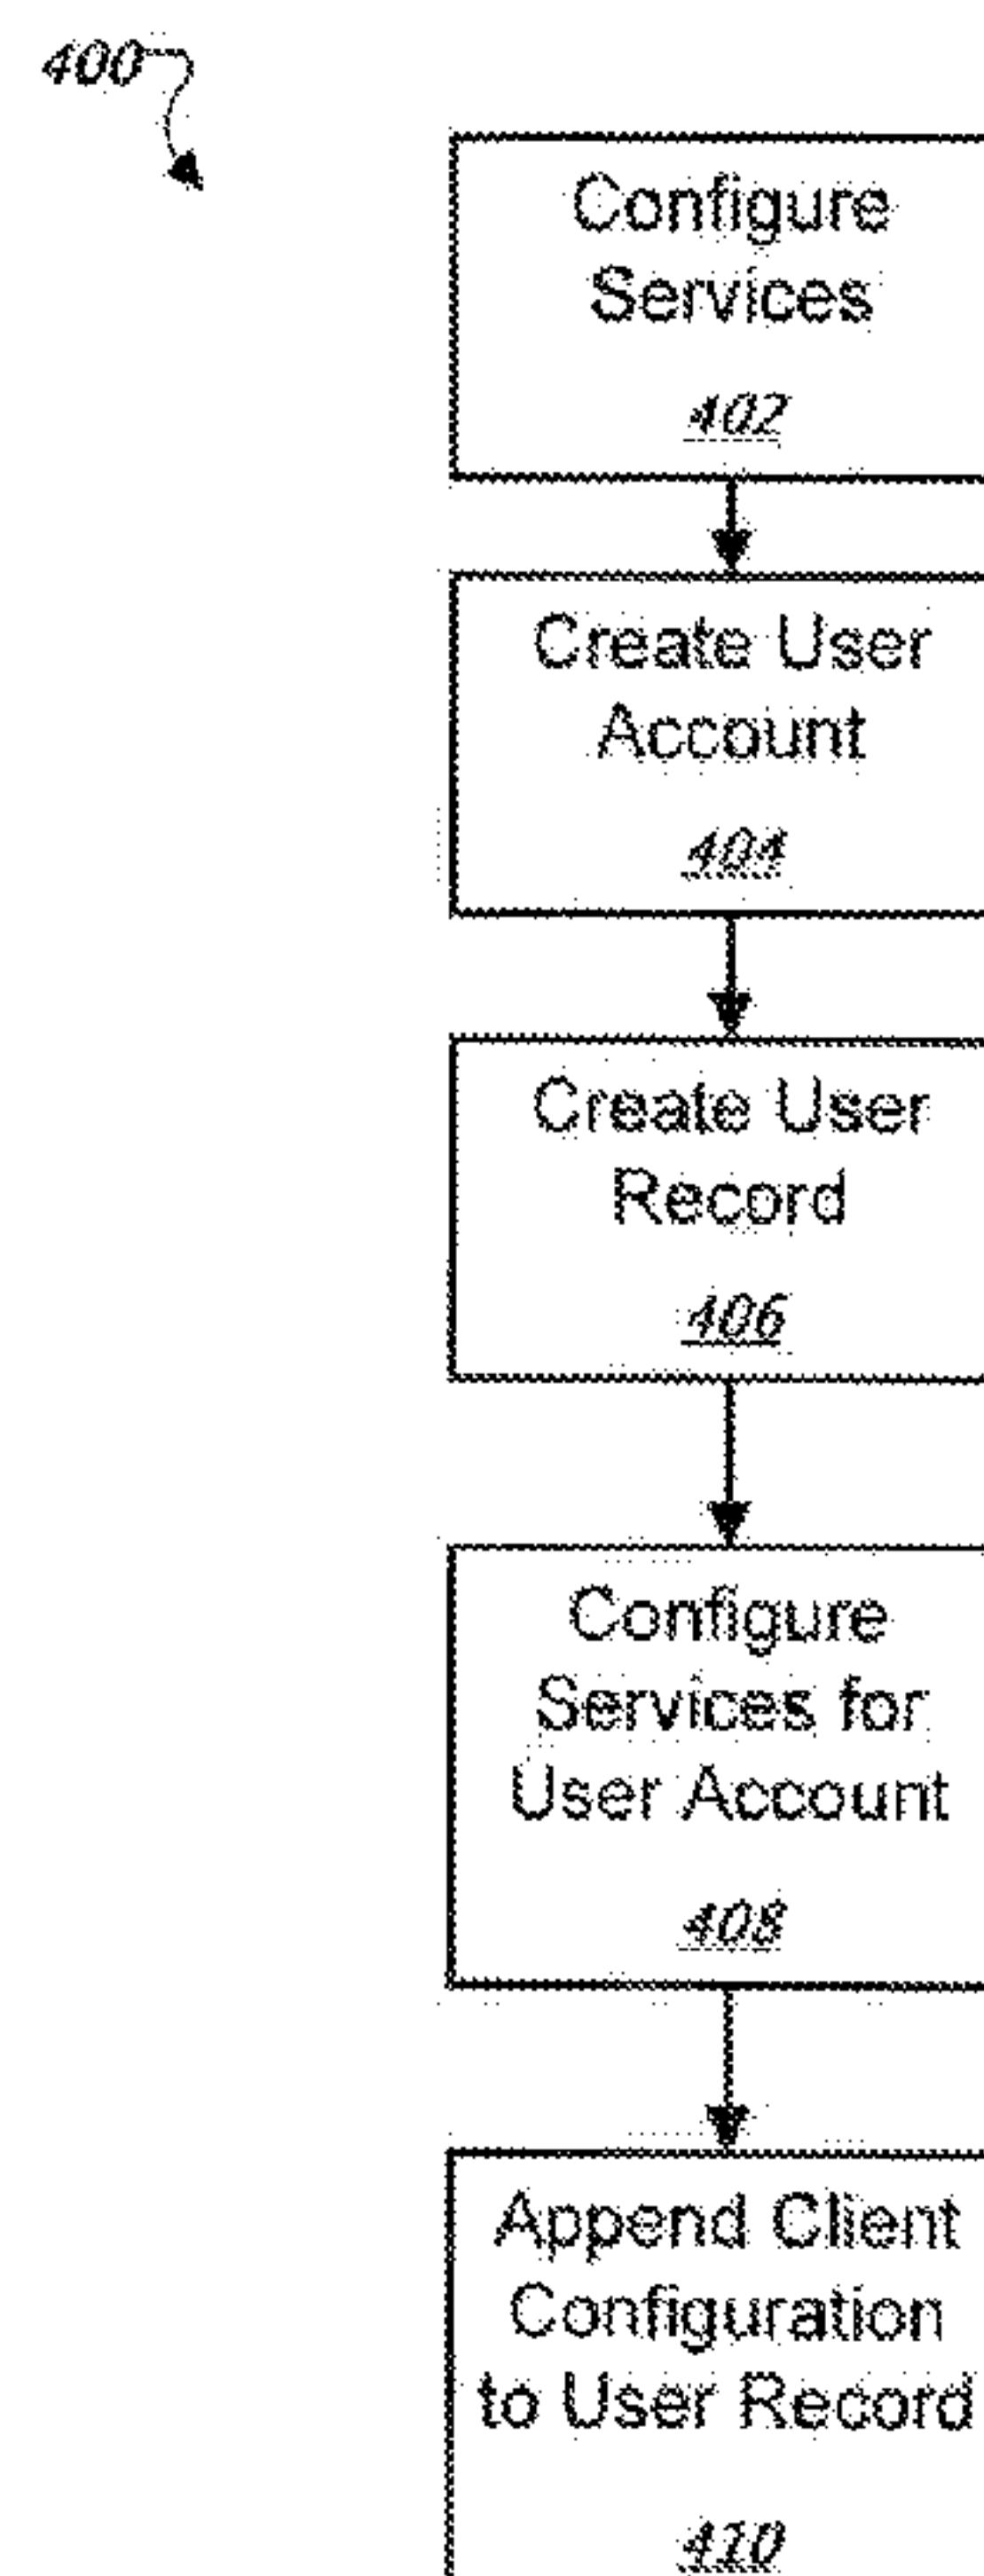 400
Configure
Services
402
Create User
Account
404
Create User
Record
406
Configure
Services for
User Account
408
Append Client
Configuration
to User Record
410